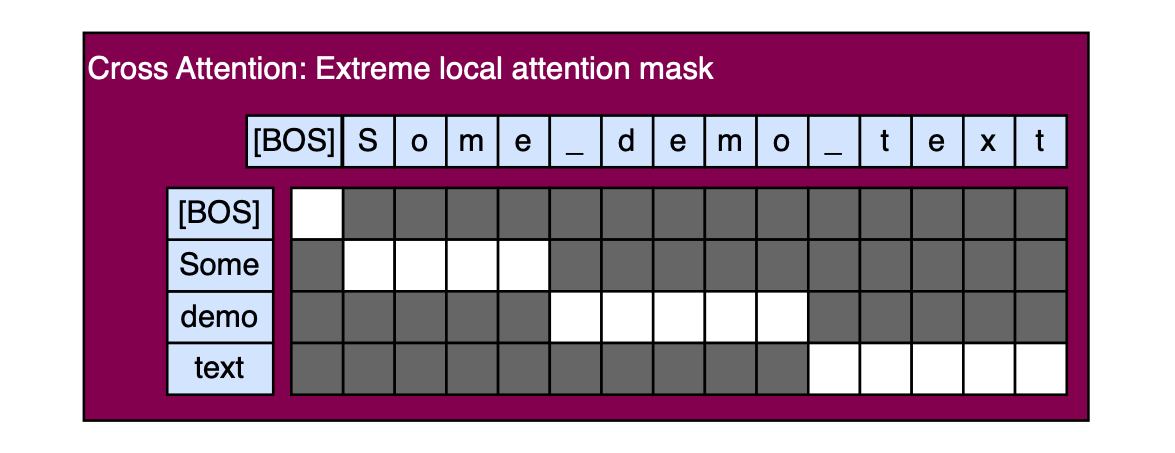 Cross Attention: Extreme local attention mask
[BOS] S o m e _ d e m o _ t e x t
[BOS]
Some
demo
text